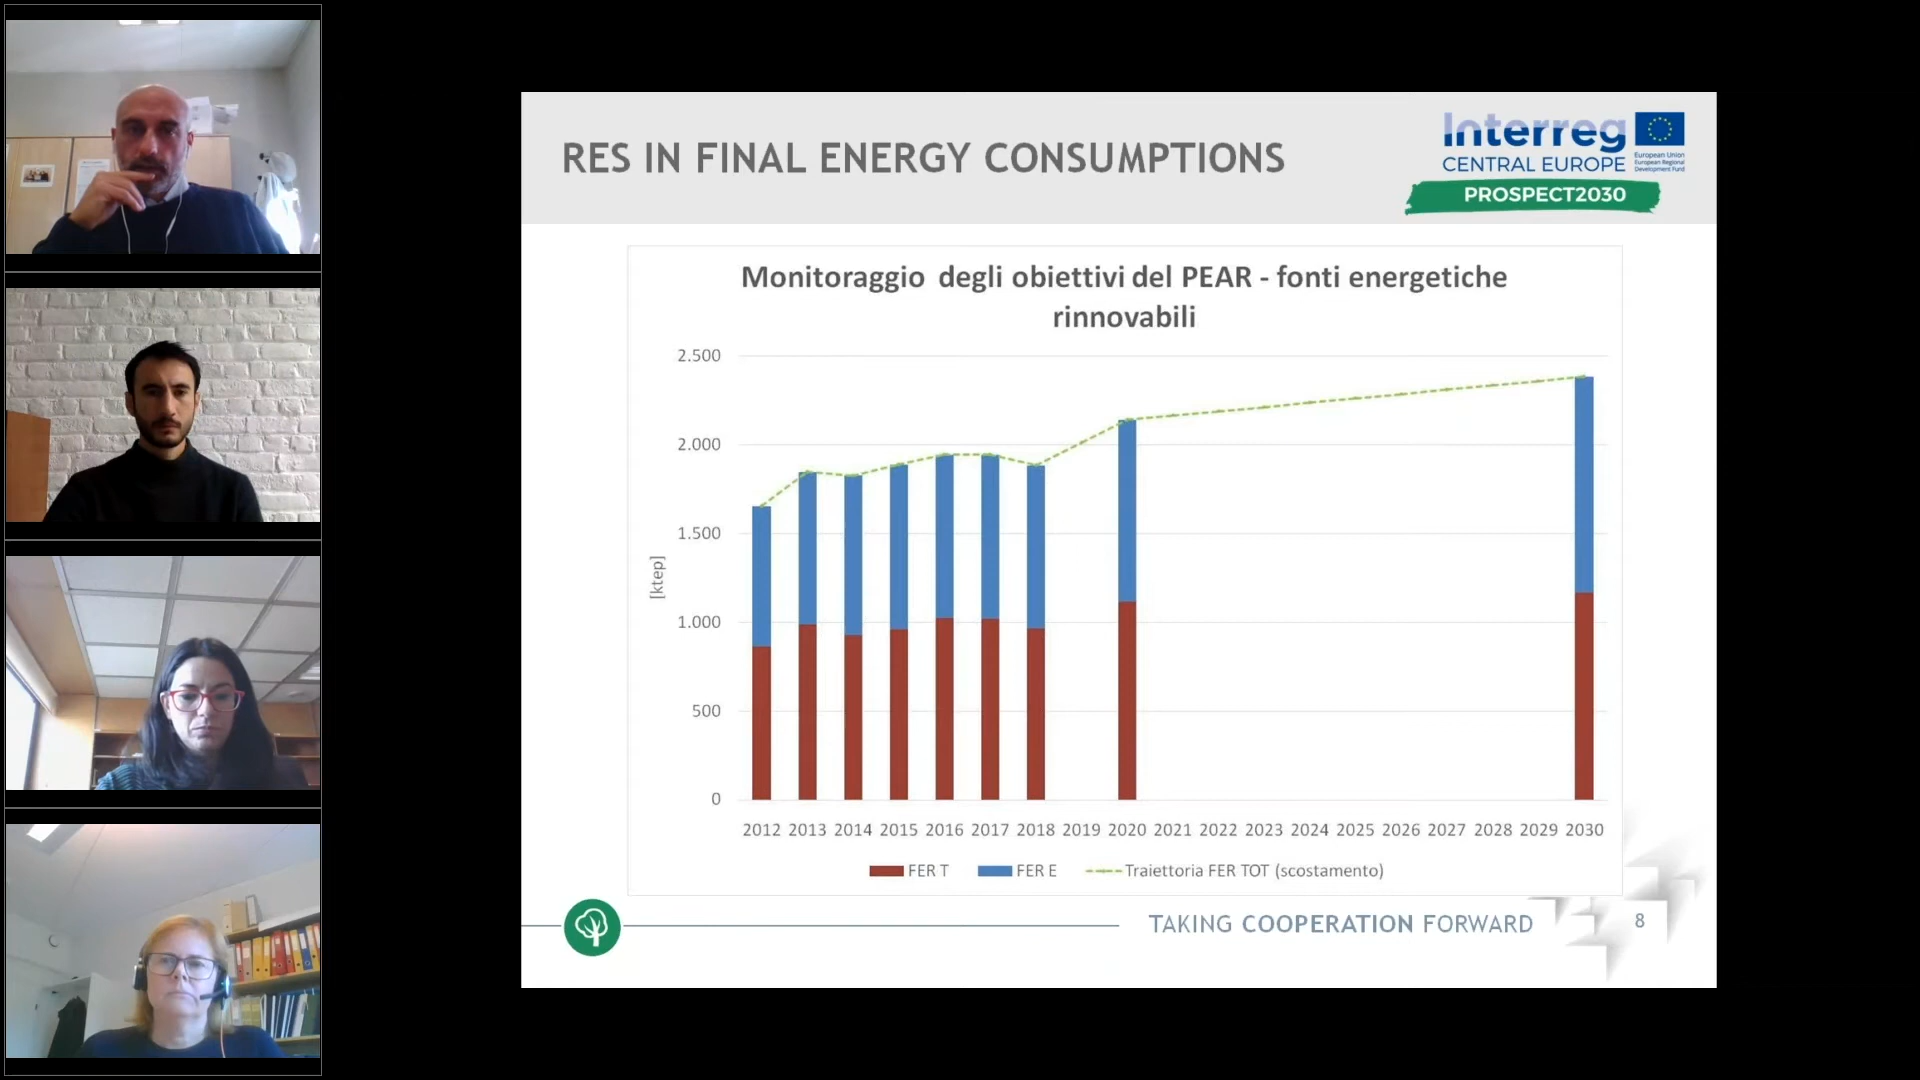 RES IN FINAL ENERGY CONSUMPTIONS
Interreg
CENTRAL EUROPE
European Union
European Regional
Development Fund
PROSPECT2030
Monitoraggio degli obiettivi del PEAR - fonti energetiche
rinnovabili
2.500
2.000
1.500
1.000
500
0
[ktep]
2012 2013 2014 2015 2016 2017 2018 2019 2020 2021 2022 2023 2024 2025 2026 2027 2028 2029 2030
FER T FER E Traiettoria FER TOT (scostamento)
TAKING COOPERATION FORWARD
8